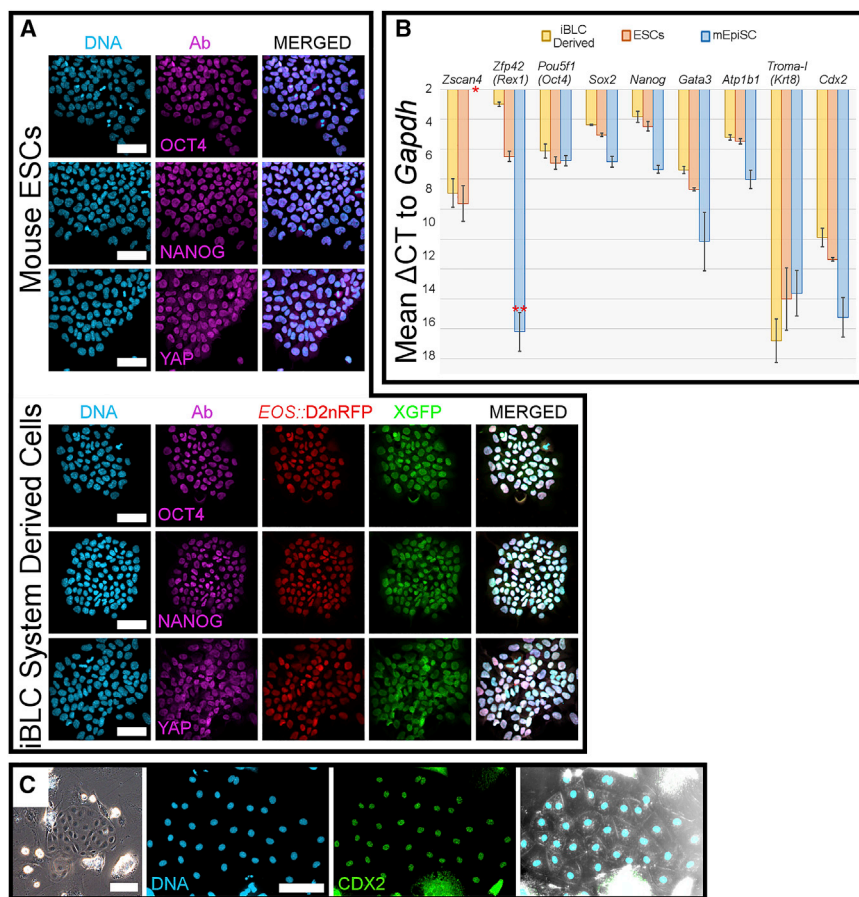 A
DNA Ab MERGED
Mouse ESCs
OCT4
NANOG
YAP
DNA Ab EOS::D2nRFP XGFP MERGED
iBLC System Derived Cells
OCT4
NANOG
YAP
B
iBLC Derived ESCs mEpiSC
Zscan4 Zfp42 (Rex1) Pou5f1 (Oct4) Sox2 Nanog Gata3 Atp1b1 Troma-I (Krt8) Cdx2
Mean ΔCT to Gapdh
2
4
6
8
10
12
14
16
18
*
**
C
DNA
CDX2